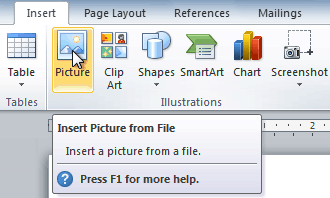 Insert Page Layout References Mailings
Table Picture Clip Art Shapes SmartArt Chart Screenshot
Tables Illustrations
Insert Picture from File
Insert a picture from a file.
Press F1 for more help.
2